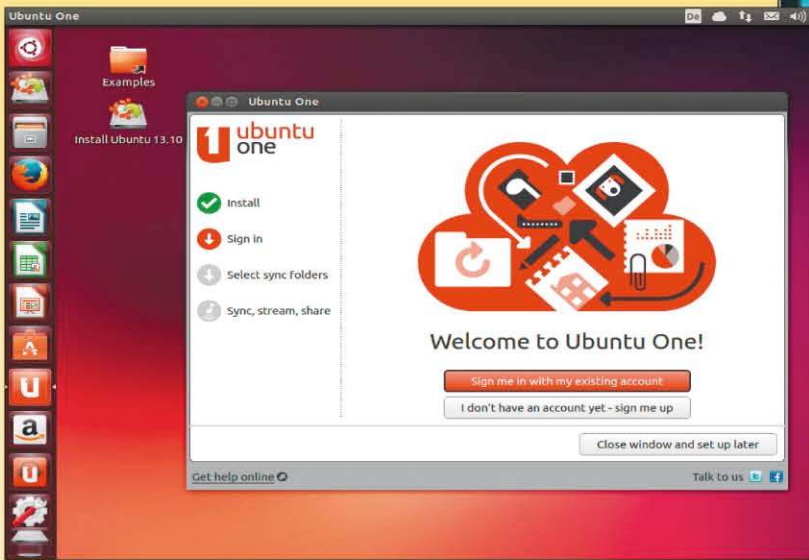 Ubuntu One
De
Examples
Install Ubuntu 13.10
Ubuntu One
ubuntu
one
Install
Sign in
Select sync folders
Sync, stream, share
Welcome to Ubuntu One!
Sign me in with my existing account
I don't have an account yet - sign me up
Close window and set up later
Get help online
Talk to us